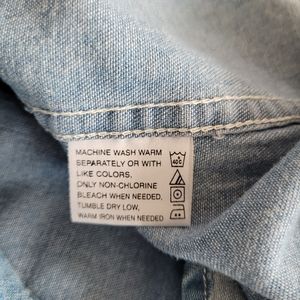 MACHINE WASH WARM
SEPARATELY OR WITH
LIKE COLORS.
ONLY NON-CHLORINE
BLEACH WHEN NEEDED.
TUMBLE DRY LOW,
WARM IRON WHEN NEEDED
40C